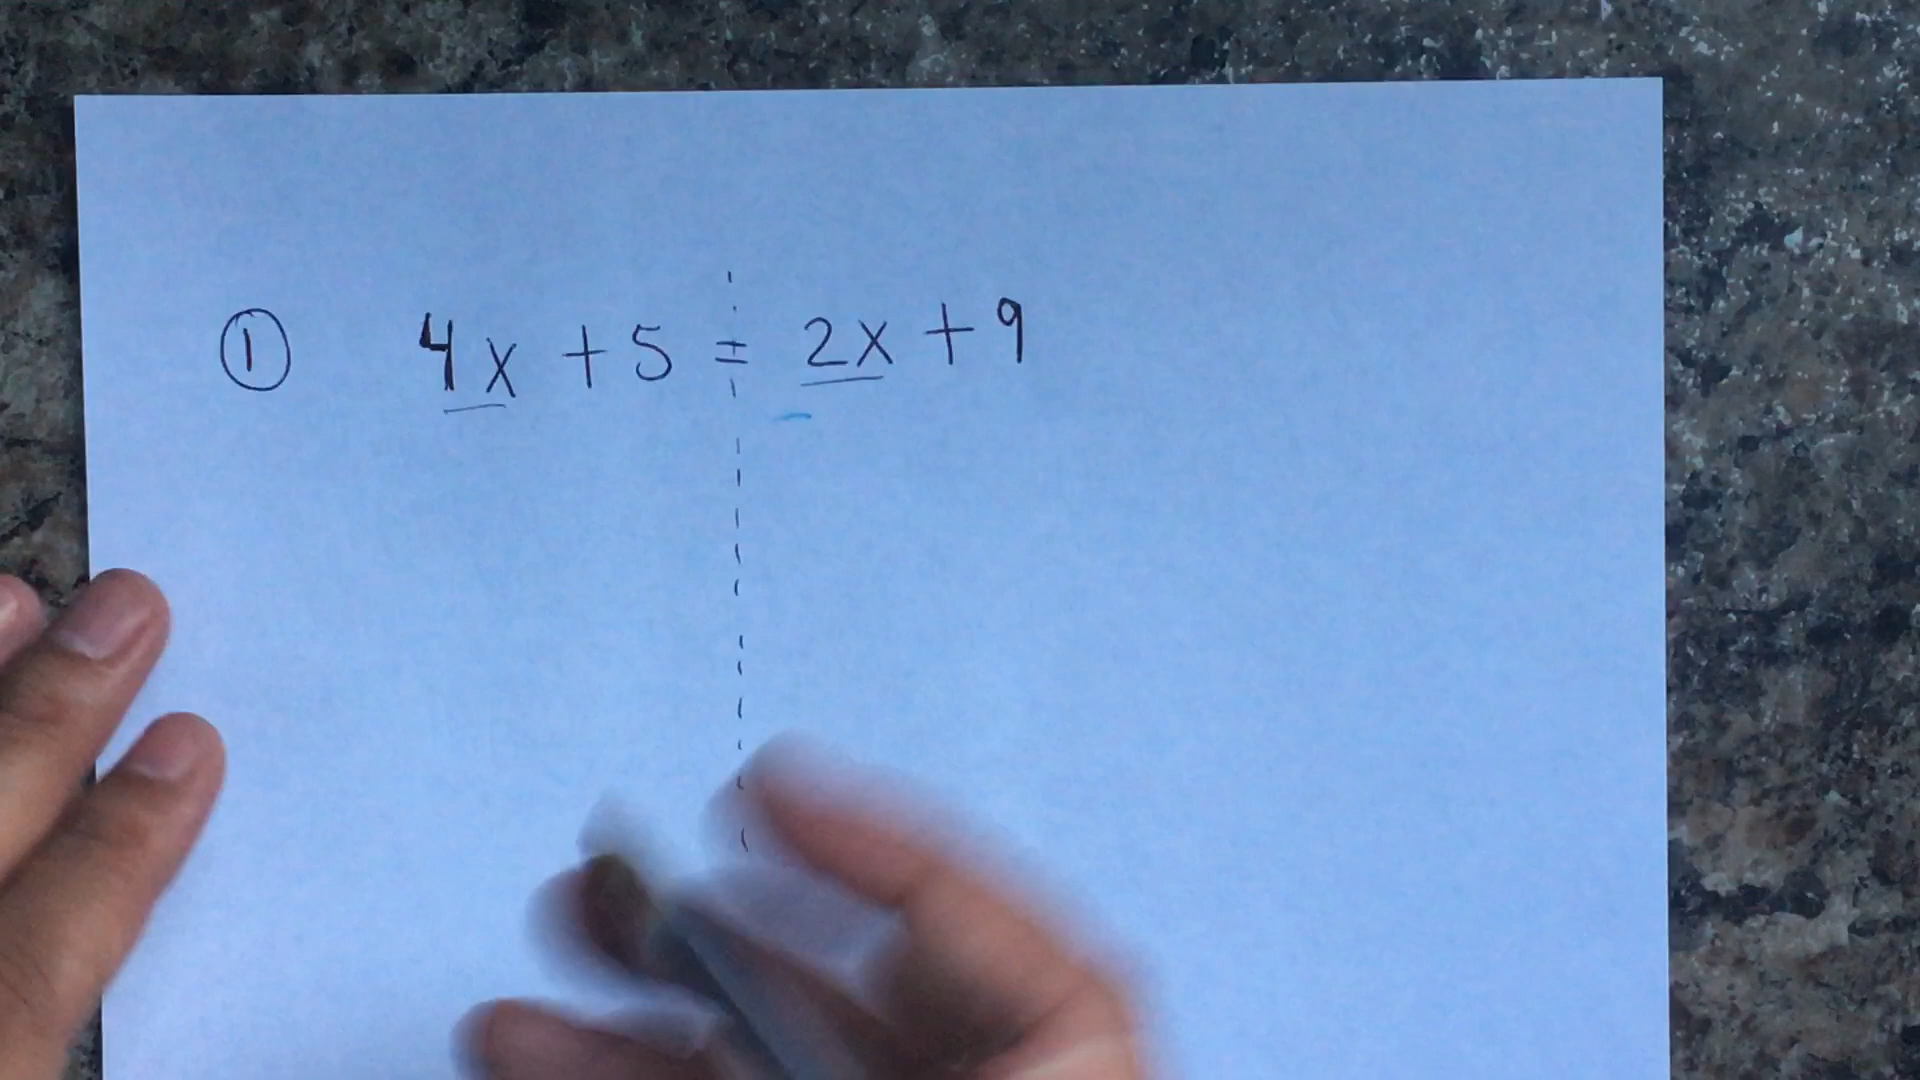 ① 4x + 5 = 2x + 9